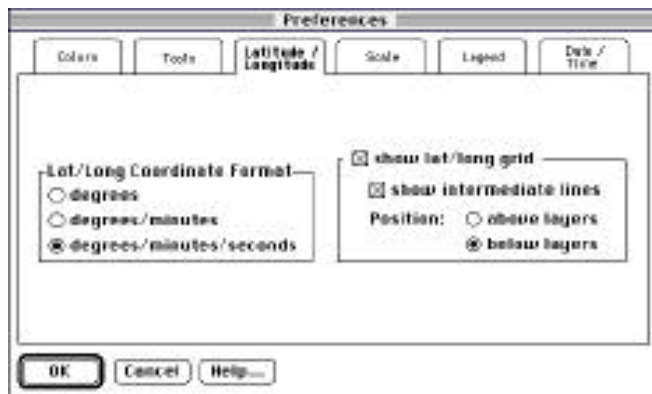 Preferences
Colors
Tools
Latitude /
Longitude
Scale
Legend
Date /
Time
Lat/Long Coordinate Format
degrees
degrees/minutes
degrees/minutes/seconds
show lat/long grid
show intermediate lines
Position: above layers
below layers
OK Cancel Help...